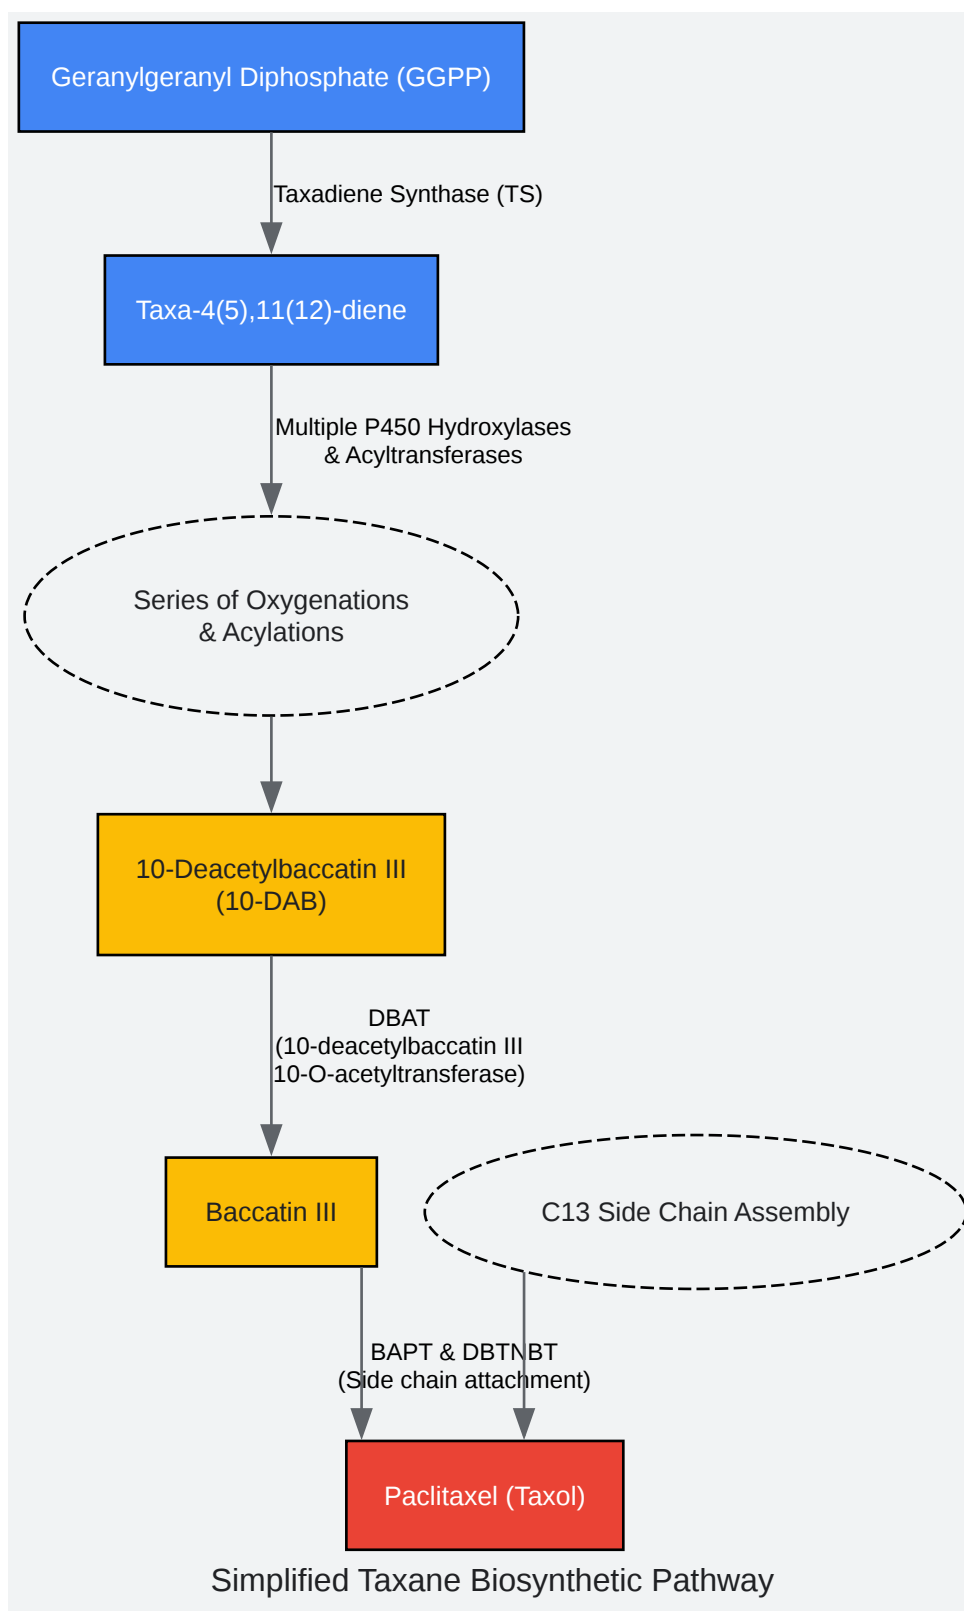 Geranylgeranyl Diphosphate (GGPP)
Taxadiene Synthase (TS)
Taxa-4(5),11(12)-diene
Multiple P450 Hydroxylases
& Acyltransferases
Series of Oxygenations
& Acylations
10-Deacetylbaccatin III
(10-DAB)
DBAT
(10-deacetylbaccatin III
10-O-acetyltransferase)
Baccatin III
C13 Side Chain Assembly
BAPT & DBTNBT
(Side chain attachment)
Paclitaxel (Taxol)
Simplified Taxane Biosynthetic Pathway